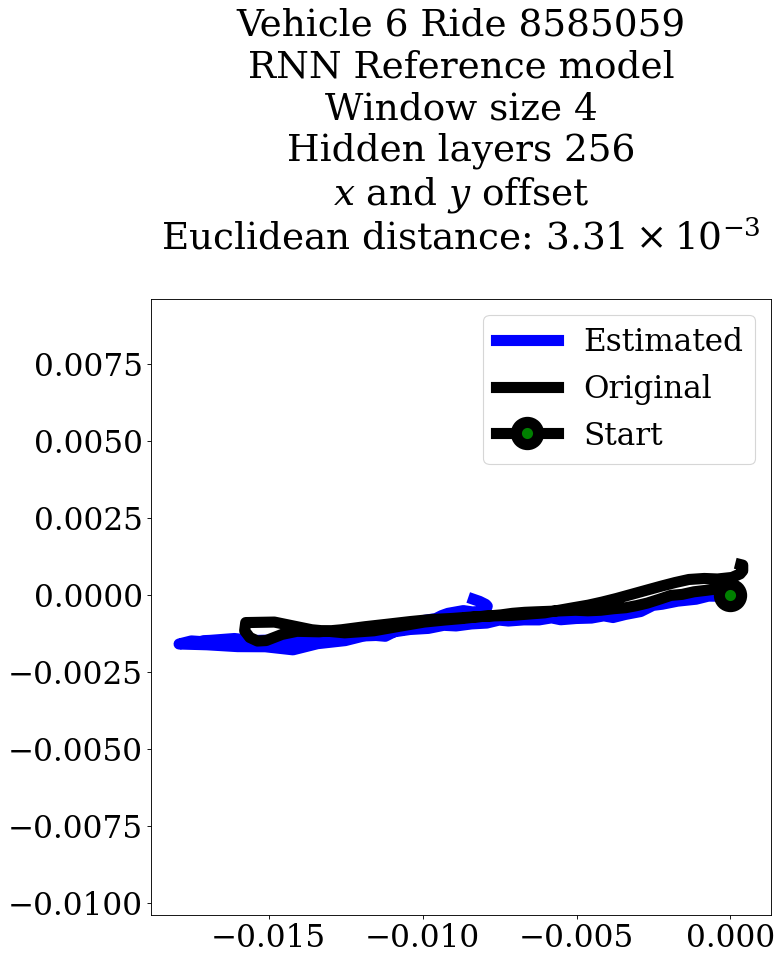 Vehicle 6 Ride 8585059
RNN Reference model
Window size 4
Hidden layers 256
x and y offset
Euclidean distance: 3.31 × 10⁻³
Estimated
Original
Start
0.0075
0.0050
0.0025
0.0000
−0.0025
−0.0050
−0.0075
−0.0100
−0.015 −0.010 −0.005 0.000